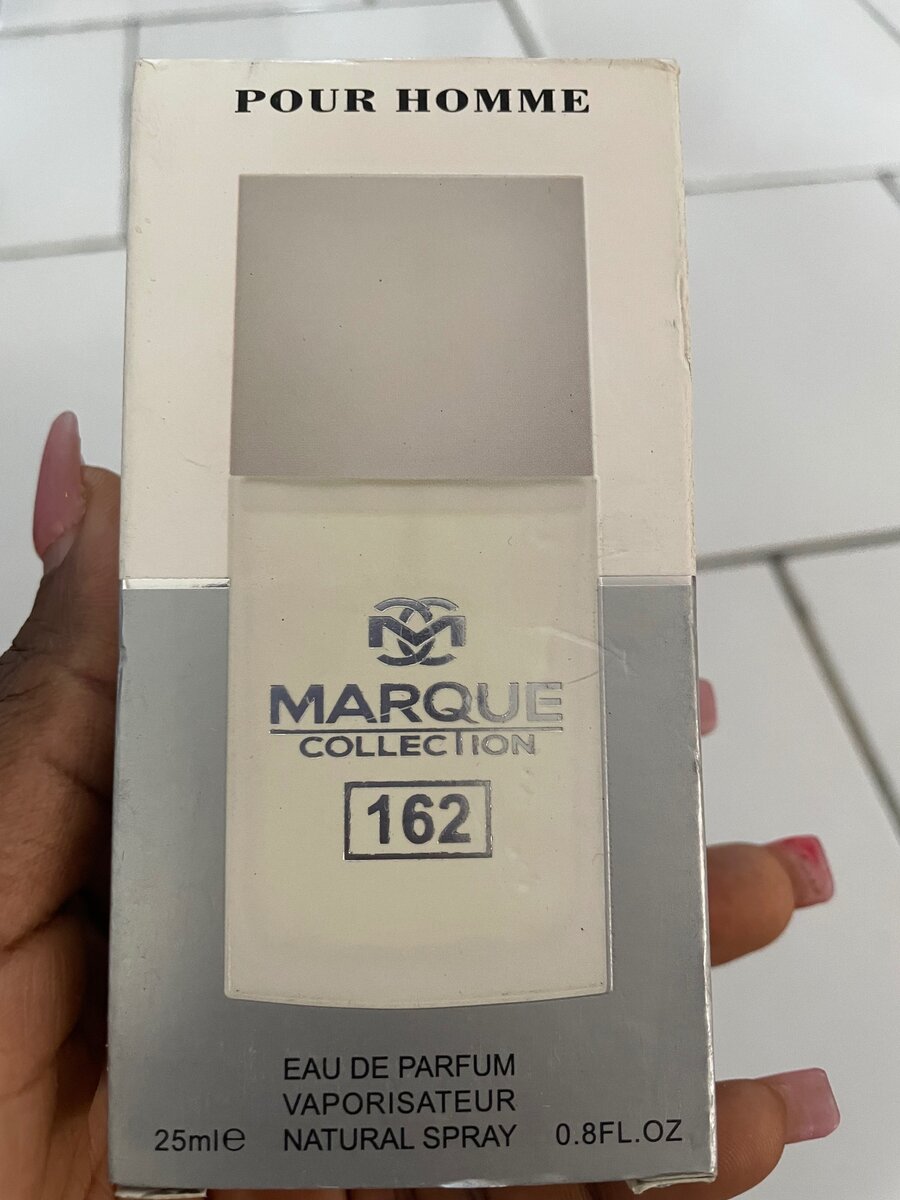 POUR HOMME
MARQUE
COLLECTION
162
EAU DE PARFUM
VAPORISATEUR
25ml℮ NATURAL SPRAY 0.8FL.OZ